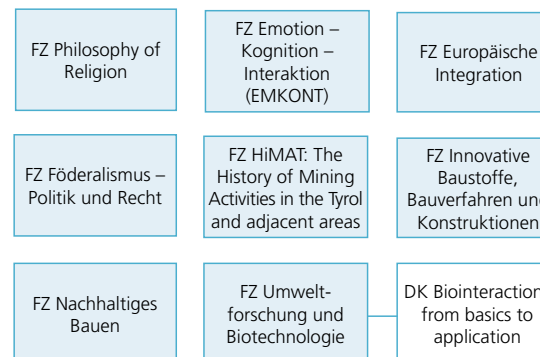 FZ Philosophy of
Religion
FZ Emotion –
Kognition –
Interaktion
(EMKONT)
FZ Europäische
Integration
FZ Föderalismus –
Politik und Recht
FZ HiMAT: The
History of Mining
Activities in the Tyrol
and adjacent areas
FZ Innovative
Baustoffe,
Bauverfahren und
Konstruktionen
FZ Nachhaltiges
Bauen
FZ Umwelt-
forschung und
Biotechnologie
DK Biointeraction
from basics to
application